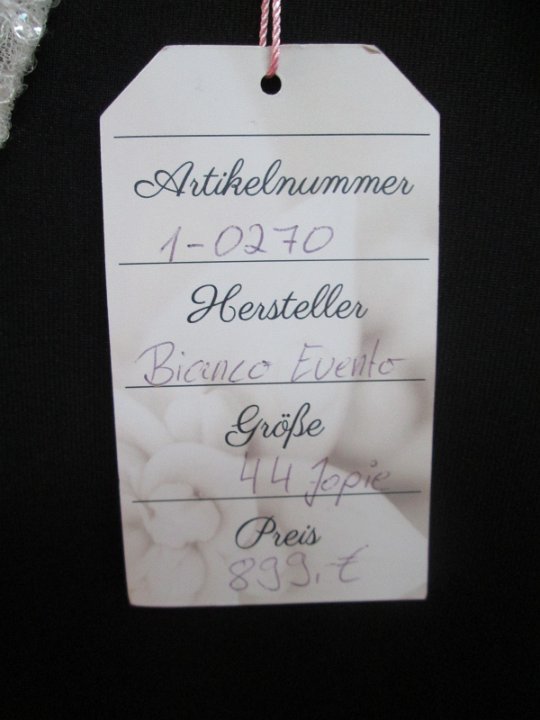 Artikelnummer
1-0270
Hersteller
Bianco Evento
Größe
44 Jopie
Preis
899,-€